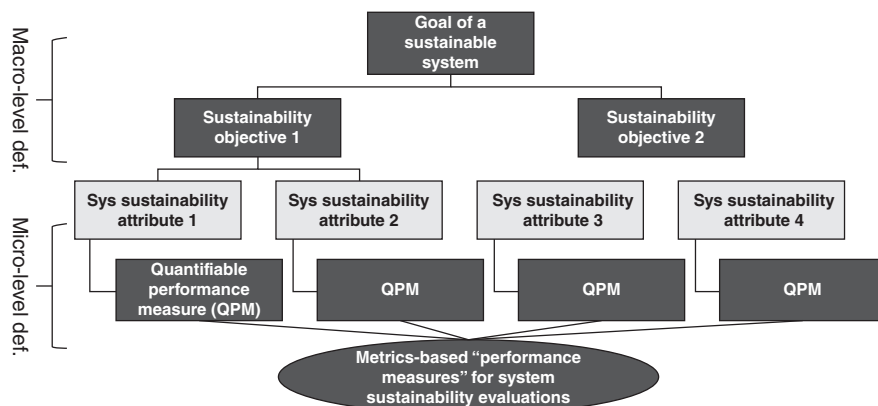 Macro-level def.
Goal of a
sustainable
system
Sustainability
objective 1
Sustainability
objective 2
Micro-level def.
Sys sustainability
attribute 1
Sys sustainability
attribute 2
Sys sustainability
attribute 3
Sys sustainability
attribute 4
Quantifiable
performance
measure (QPM)
QPM
QPM
QPM
Metrics-based “performance
measures” for system
sustainability evaluations